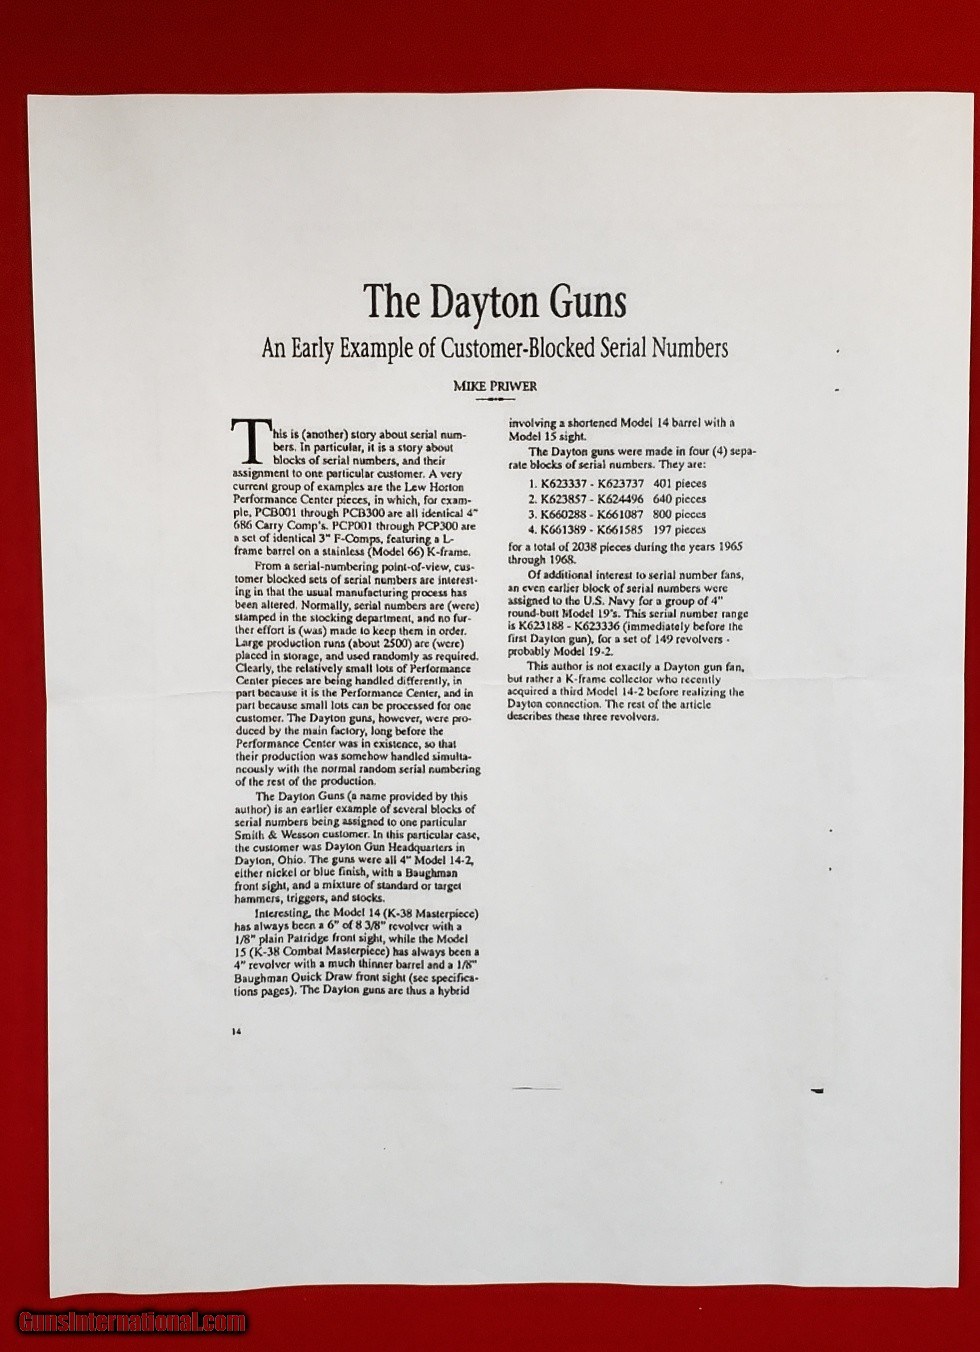 The Dayton Guns
An Early Example of Customer-Blocked Serial Numbers
MIKE PRIWER
This is (another) story about serial num-
bers. In particular, it is a story about
blocks of serial numbers, and their
assignment to one particular customer. A very
current group of examples are the Lew Horton
Performance Center pieces, in which, for exam-
ple, PCB001 through PCB300 are all identical 4"
686 Carry Comp's. PCP001 through PCP300 are
a set of identical 3" F-Comps, featuring a L-
frame barrel on a stainless (Model 66) K-frame.
From a serial-numbering point-of-view, cus-
tomer blocked sets of serial numbers are interest-
ing in that the usual manufacturing process has
been altered. Normally, serial numbers are (were)
stamped in the stocking department, and no fur-
ther effort is (was) made to keep them in order.
Large production runs (about 2500) are (were)
placed in storage, and used randomly as required.
Clearly, the relatively small lots of Performance
Center pieces are being handled differently, in
part because it is the Performance Center, and in
part because small lots can be processed for one
customer. The Dayton guns, however, were pro-
duced by the main factory, long before the
Performance Center was in existence, so that
their production was somehow handled simulta-
neously with the normal random serial numbering
of the rest of the production.
The Dayton Guns (a name provided by this
author) is an earlier example of several blocks of
serial numbers being assigned to one particular
Smith & Wesson customer. In this particular case,
the customer was Dayton Gun Headquarters in
Dayton, Ohio. The guns were all 4" Model 14-2,
either nickel or blue finish, with a Baughman
front sight, and a mixture of standard or target
hammers, triggers, and stocks.
Interesting, the Model 14 (K-38 Masterpiece)
has always been a 6" of 8 3/8" revolver with a
1/8" plain Patridge front sight, while the Model
15 (K-38 Combat Masterpiece) has always been a
4" revolver with a much thinner barrel and a 1/8"
Baughman Quick Draw front sight (see specifica-
tions pages). The Dayton guns are thus a hybrid
14
involving a shortened Model 14 barrel with a
Model 15 sight.
The Dayton guns were made in four (4) sepa-
rate blocks of serial numbers. They are:
1. K623337 - K623737 401 pieces
2. K623857 - K624496 640 pieces
3. K660288 - K661087 800 pieces
4. K661389 - K661585 197 pieces
for a total of 2038 pieces during the years 1965
through 1968.
Of additional interest to serial number fans,
an even earlier block of serial numbers were
assigned to the U.S. Navy for a group of 4"
round-butt Model 19's. This serial number range
is K623188 - K623336 (immediately before the
first Dayton gun), for a set of 149 revolvers -
probably Model 19-2.
This author is not exactly a Dayton gun fan,
but rather a K-frame collector who recently
acquired a third Model 14-2 before realizing the
Dayton connection. The rest of the article
describes these three revolvers.
GunsInternational.com